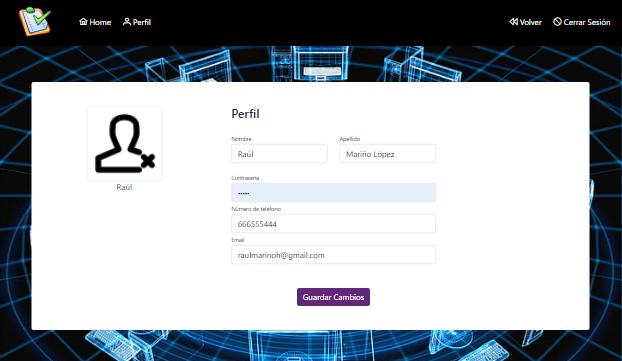 Home Perfil Volver Cerrar Sesión
Perfil
Nombre Apellido
Raúl Mariño López
Contraseña
•••••
Número de teléfono
666555444
Email
raulmarinoh@gmail.com
Raúl
Guardar Cambios